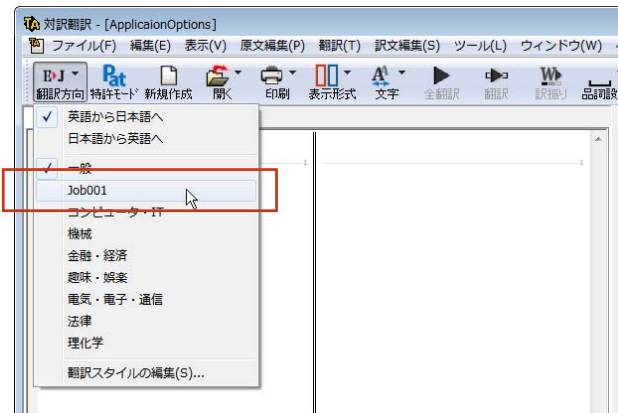 対訳翻訳 - [ApplicaionOptions]
ファイル(F) 編集(E) 表示(V) 原文編集(P) 翻訳(T) 訳文編集(S) ツール(L) ウィンドウ(W)
E▸J Pat A W
翻訳方向 特許モード 新規作成 開く 印刷 表示形式 文字 全翻訳 翻訳 訳振り 品詞設
✓ 英語から日本語へ
日本語から英語へ
✓ 一般
1 1
Job001
コンピュータ・IT
機械
金融・経済
趣味・娯楽
電気・電子・通信
法律
理化学
翻訳スタイルの編集(S)...